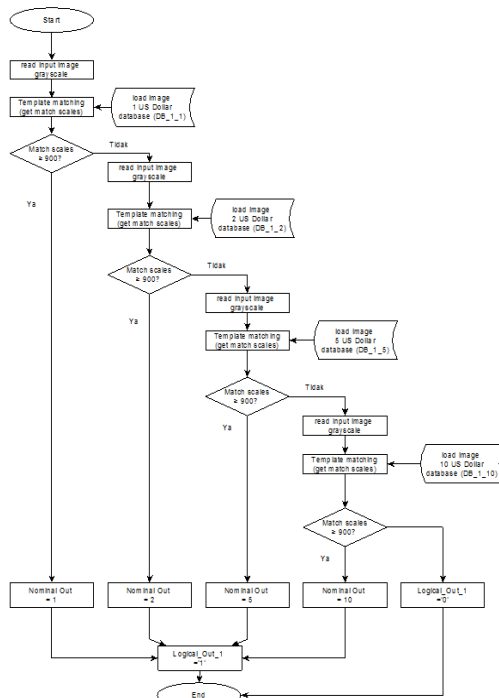 Start
read input image
grayscale
Template matching
(get match scales)
load image
1 US Dollar
database (DB_1_1)
Match scales
≥ 900?
Tidak
Ya
read input image
grayscale
Template matching
(get match scales)
load image
2 US Dollar
database (DB_1_2)
Match scales
≥ 900?
Tidak
Ya
read input image
grayscale
Template matching
(get match scales)
load image
5 US Dollar
database (DB_1_5)
Match scales
≥ 900?
Tidak
Ya
read input image
grayscale
Template matching
(get match scales)
load image
10 US Dollar
database (DB_1_10)
Match scales
≥ 900?
Ya
Nominal Out
= 1
Nominal Out
= 2
Nominal Out
= 5
Nominal Out
= 10
Logical_Out_1
='0'
Logical_Out_1
='1'
End